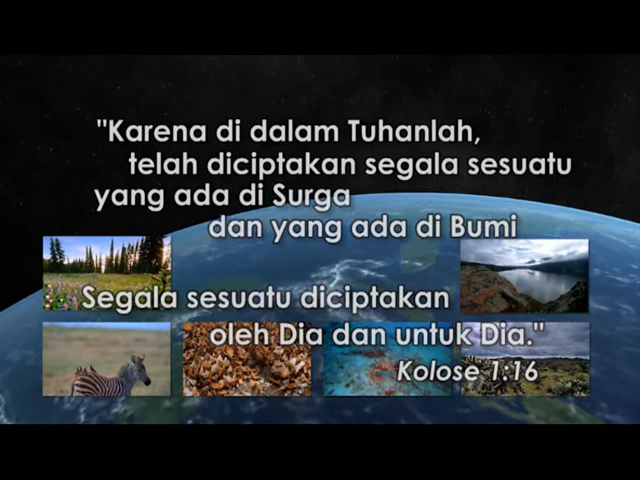 "Karena di dalam Tuhanlah,
telah diciptakan segala sesuatu
yang ada di Surga
dan yang ada di Bumi
Segala sesuatu diciptakan
oleh Dia dan untuk Dia."
Kolose 1:16